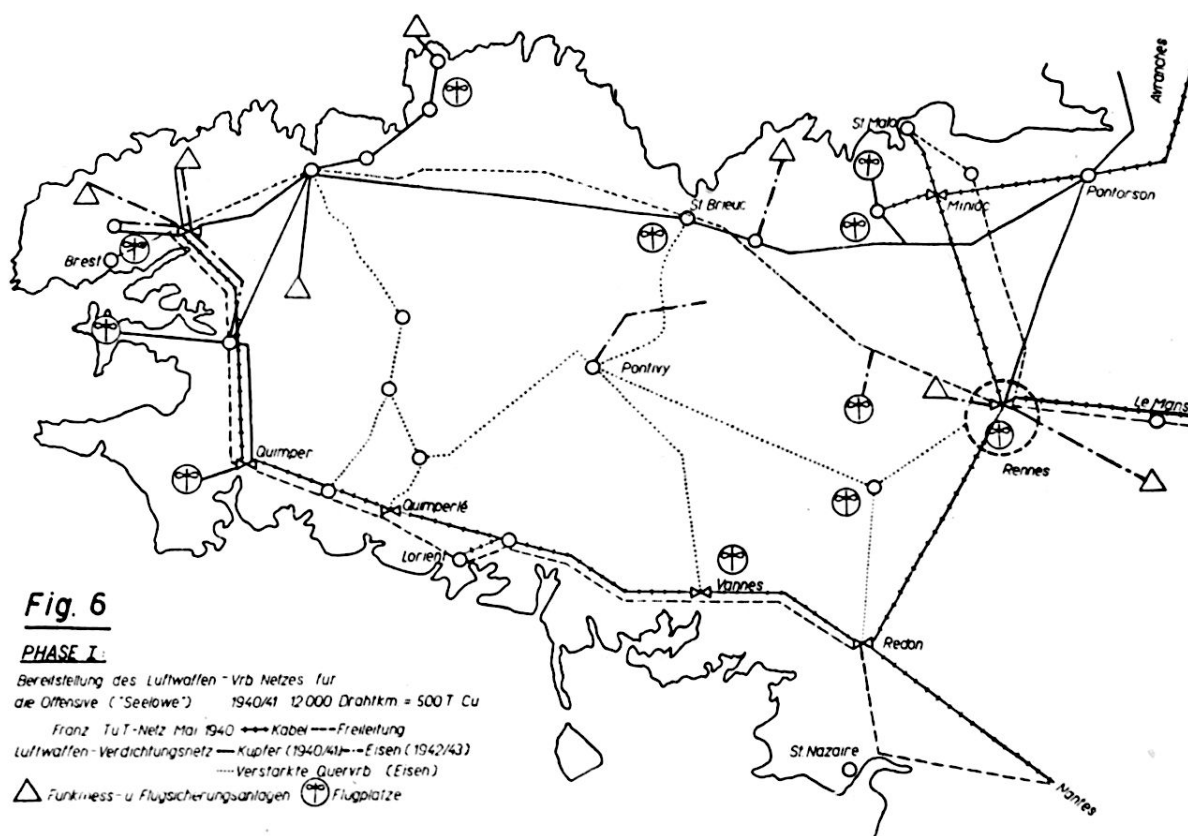 Avranches
St Malo
Pontorson
Miniac
St Brieuc
Brest
Pontivy
Le Mans
Rennes
Quimper
Quimperlé
Lorient
Vannes
Redon
St Nazaire
Nantes
Fig. 6
PHASE I:
Bereitstellung des Luftwaffen - Vrb Netzes für
die Offensive ("Seelöwe") 1940/41 12 000 Drahtkm = 500 T Cu
Franz TuT-Netz Mai 1940 Kabel Freileitung
Luftwaffen-Verdichtungsnetz Kupfer (1940/41) Eisen (1942/43)
Verstärkte Quervrb (Eisen)
Funkmess- u Flugsicherungsanlagen Flugplätze